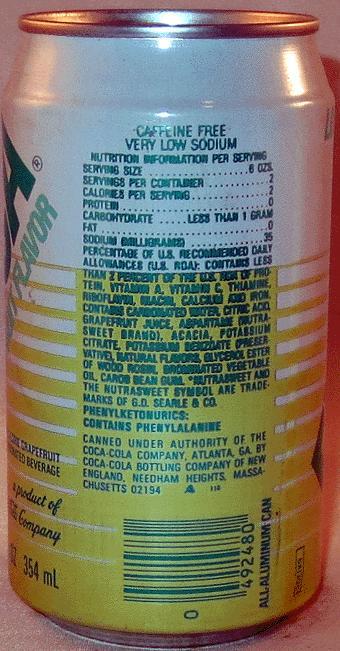 ®
FLAVOR
CAFFEINE FREE
VERY LOW SODIUM
NUTRITION INFORMATION PER SERVING
SERVING SIZE ............ 6 OZS.
SERVINGS PER CONTAINER ............ 2
CALORIES PER SERVING ............ 2
PROTEIN ............ 0
CARBOHYDRATE ...... LESS THAN 1 GRAM
FAT ............ 0
SODIUM (MILLIGRAMS) ............ 35
PERCENTAGE OF U.S. RECOMMENDED DAILY
ALLOWANCES (U.S. RDA): CONTAINS LESS
THAN 2 PERCENT OF THE U.S. RDA OF PRO-
TEIN, VITAMIN A, VITAMIN C, THIAMINE,
RIBOFLAVIN, NIACIN, CALCIUM AND IRON.
CONTAINS CARBONATED WATER, CITRIC ACID,
GRAPEFRUIT JUICE, ASPARTAME (NUTRA-
SWEET BRAND), ACACIA, POTASSIUM
CITRATE, POTASSIUM BENZOATE (PRESER-
VATIVE), NATURAL FLAVORS, GLYCEROL ESTER
OF WOOD ROSIN, BROMINATED VEGETABLE
OIL, CAROB BEAN GUM. "NUTRASWEET AND
THE NUTRASWEET SYMBOL ARE TRADE-
MARKS OF G.D. SEARLE & CO.
PHENYLKETONURICS:
CONTAINS PHENYLALANINE
CANNED UNDER AUTHORITY OF THE
COCA-COLA COMPANY, ATLANTA, GA. BY
COCA-COLA BOTTLING COMPANY OF NEW
ENGLAND, NEEDHAM HEIGHTS, MASSA-
CHUSETTS 02194
GRAPEFRUIT
BEVERAGE
a product of
Company
354 mL
492480
0
ALL-ALUMINUM CAN